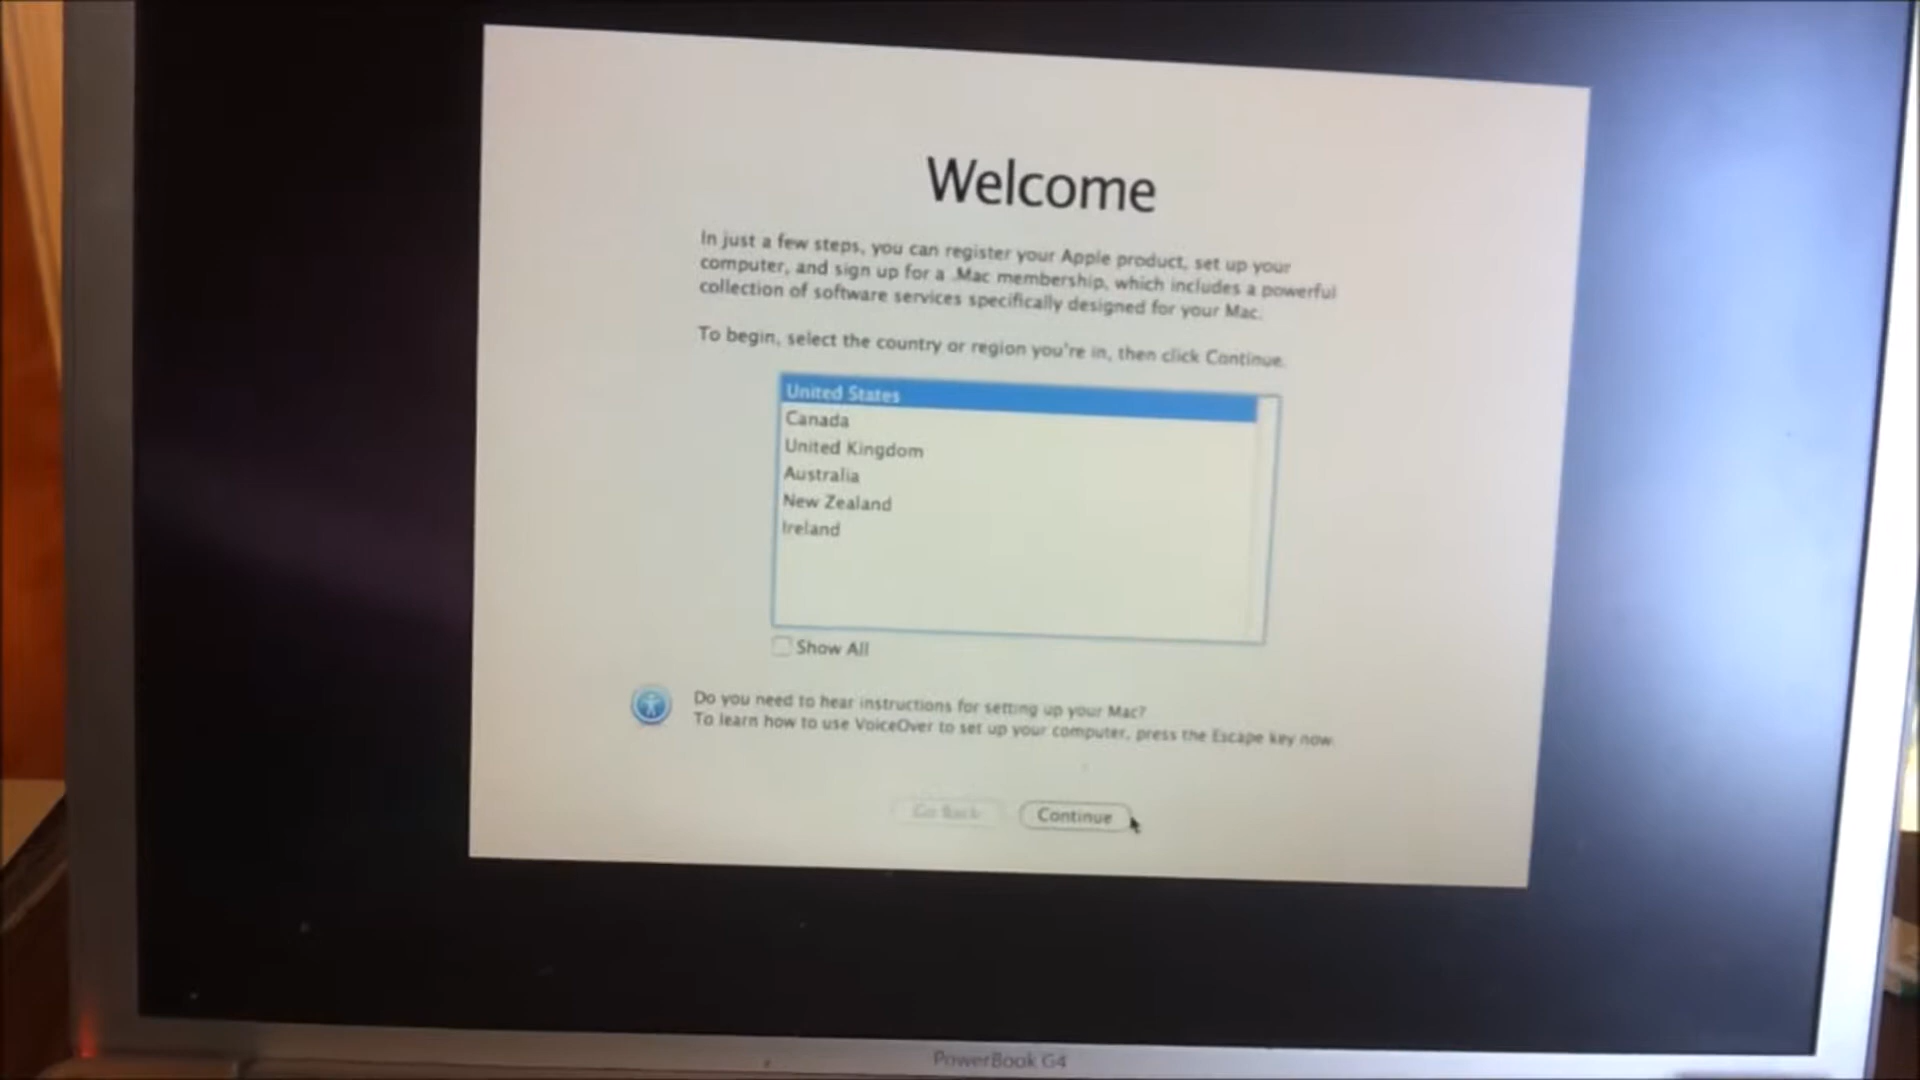 Welcome
In just a few steps, you can register your Apple product, set up your
computer, and sign up for a .Mac membership, which includes a powerful
collection of software services specifically designed for your Mac.
To begin, select the country or region you're in, then click Continue.
United States
Canada
United Kingdom
Australia
New Zealand
Ireland
Show All
Do you need to hear instructions for setting up your Mac?
To learn how to use VoiceOver to set up your computer, press the Escape key now.
Go Back
Continue
PowerBook G4